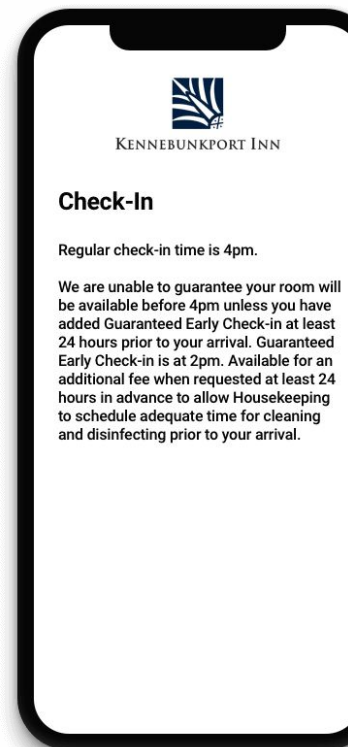 KENNEBUNKPORT INN
Check-In
Regular check-in time is 4pm.
We are unable to guarantee your room will
be available before 4pm unless you have
added Guaranteed Early Check-in at least
24 hours prior to your arrival. Guaranteed
Early Check-in is at 2pm. Available for an
additional fee when requested at least 24
hours in advance to allow Housekeeping
to schedule adequate time for cleaning
and disinfecting prior to your arrival.